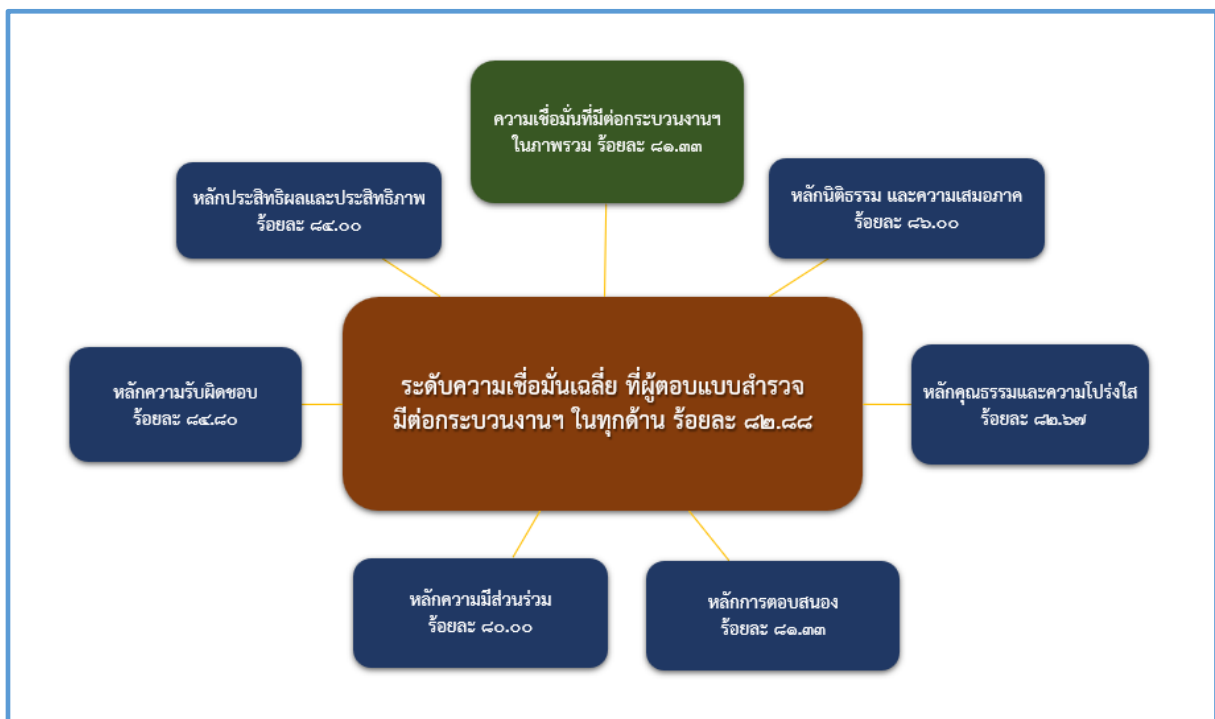 ความเชื่อมั่นที่มีต่อกระบวนงานฯ
ในภาพรวม ร้อยละ ๘๑.๓๓
หลักประสิทธิผลและประสิทธิภาพ
ร้อยละ ๘๔.๐๐
หลักนิติธรรม และความเสมอภาค
ร้อยละ ๘๖.๐๐
ระดับความเชื่อมั่นเฉลี่ย ที่ผู้ตอบแบบสำรวจ
มีต่อกระบวนงานฯ ในทุกด้าน ร้อยละ ๘๒.๘๘
หลักความรับผิดชอบ
ร้อยละ ๘๔.๘๐
หลักคุณธรรมและความโปร่งใส
ร้อยละ ๘๒.๖๗
หลักความมีส่วนร่วม
ร้อยละ ๘๐.๐๐
หลักการตอบสนอง
ร้อยละ ๘๑.๓๓